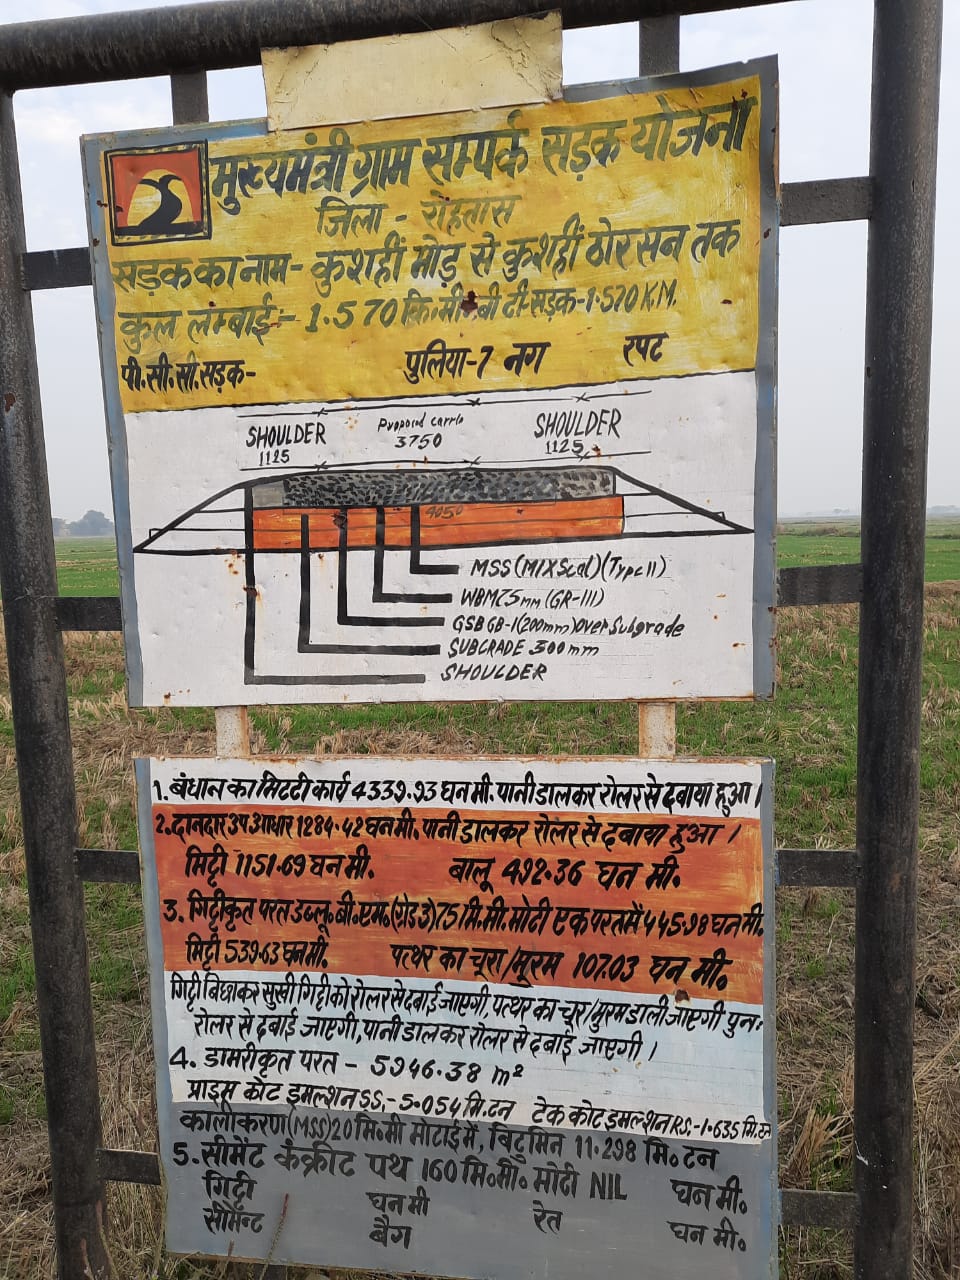 मुख्यमंत्री ग्राम सम्पर्क सड़क योजना
जिला - रोहतास
सड़क का नाम - कुशहीं मोड़ से कुशहीं ठोरसन तक
कुल लम्बाई:- 1.570 कि.मी. बी टी-सड़क-1.570 K.M.
पी.सी.सी.सड़क- पुलिया-7 नग रपट
SHOULDER 1125
Proposed Carria 3750
SHOULDER 1125
4050
MSS (MIX Seal) (Type II)
WBM 75mm (GR-III)
GSB GB-1 (200mm) Over Subgrade
SUBGRADE 300mm
SHOULDER
1. बंधान का मिटटी कार्य 4339.93 घन मी. पानी डालकर रोलर से दबाया हुआ।
2. दानदार उप आधार 1284.42 घन मी. पानी डालकर रोलर से दबाया हुआ।
मिट्टी 1151.69 घन मी. बालू 492.36 घन मी.
3. गिट्टीकृत परत डब्लू.बी.एम.(ग्रेड 3) 75 मि.मी. मोटी एक परत में 445.98 घन मी.
मिट्टी 539.63 घन मी. पत्थर का चूरा/मूरम 107.03 घन मी.
गिट्टी बिछाकर सुखी गिट्टी को रोलर से दबाई जाएगी, पत्थर का चूर/मुरम डाली जाएगी पुनः
रोलर से दबाई जाएगी, पानी डालकर रोलर से दबाई जाएगी।
4. डामरीकृत परत - 5946.38 m²
प्राइम कोट इमल्शन SS.- 5.054 मि.टन टेक कोट इमल्शन RS.-1.635 मि.टन
कालीकरण (MSS) 20 मि.मी मोटाई में, बिटुमिन 11.298 मि.टन
5. सीमेंट कंक्रीट पथ 160 मि.मी. मोटी NIL घन मी.
गिट्टी घन मी रेत घन मी.
सीमेन्ट बैग